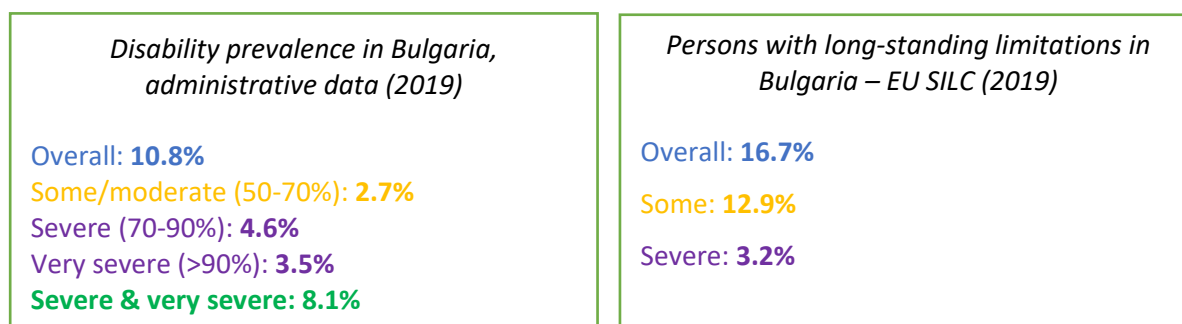 Disability prevalence in Bulgaria,
administrative data (2019)
Overall: 10.8%
Some/moderate (50-70%): 2.7%
Severe (70-90%): 4.6%
Very severe (>90%): 3.5%
Severe & very severe: 8.1%
Persons with long-standing limitations in
Bulgaria – EU SILC (2019)
Overall: 16.7%
Some: 12.9%
Severe: 3.2%